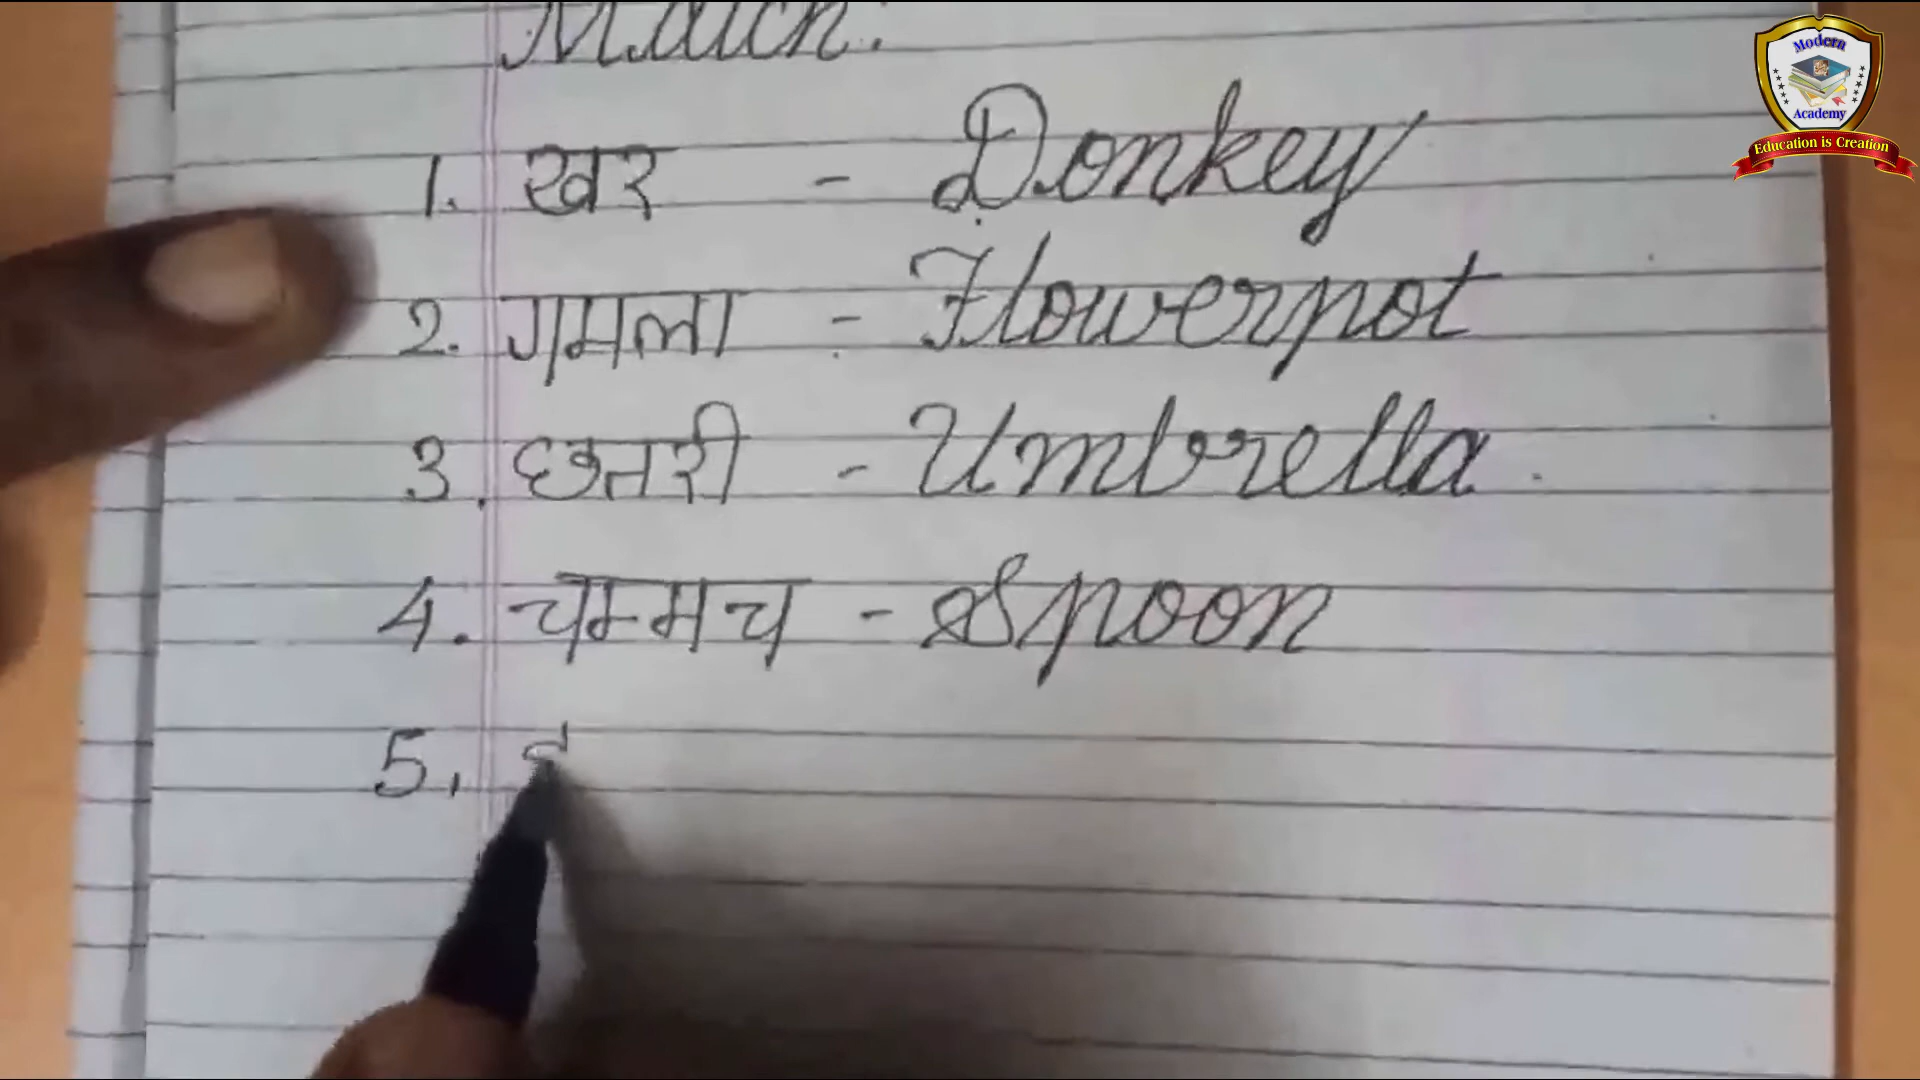 Match:
1. खर - Donkey
2. गमला - Flowerpot
3. छतरी - Umbrella
4. चम्मच - Spoon
5.
Modern
Academy
Education is Creation